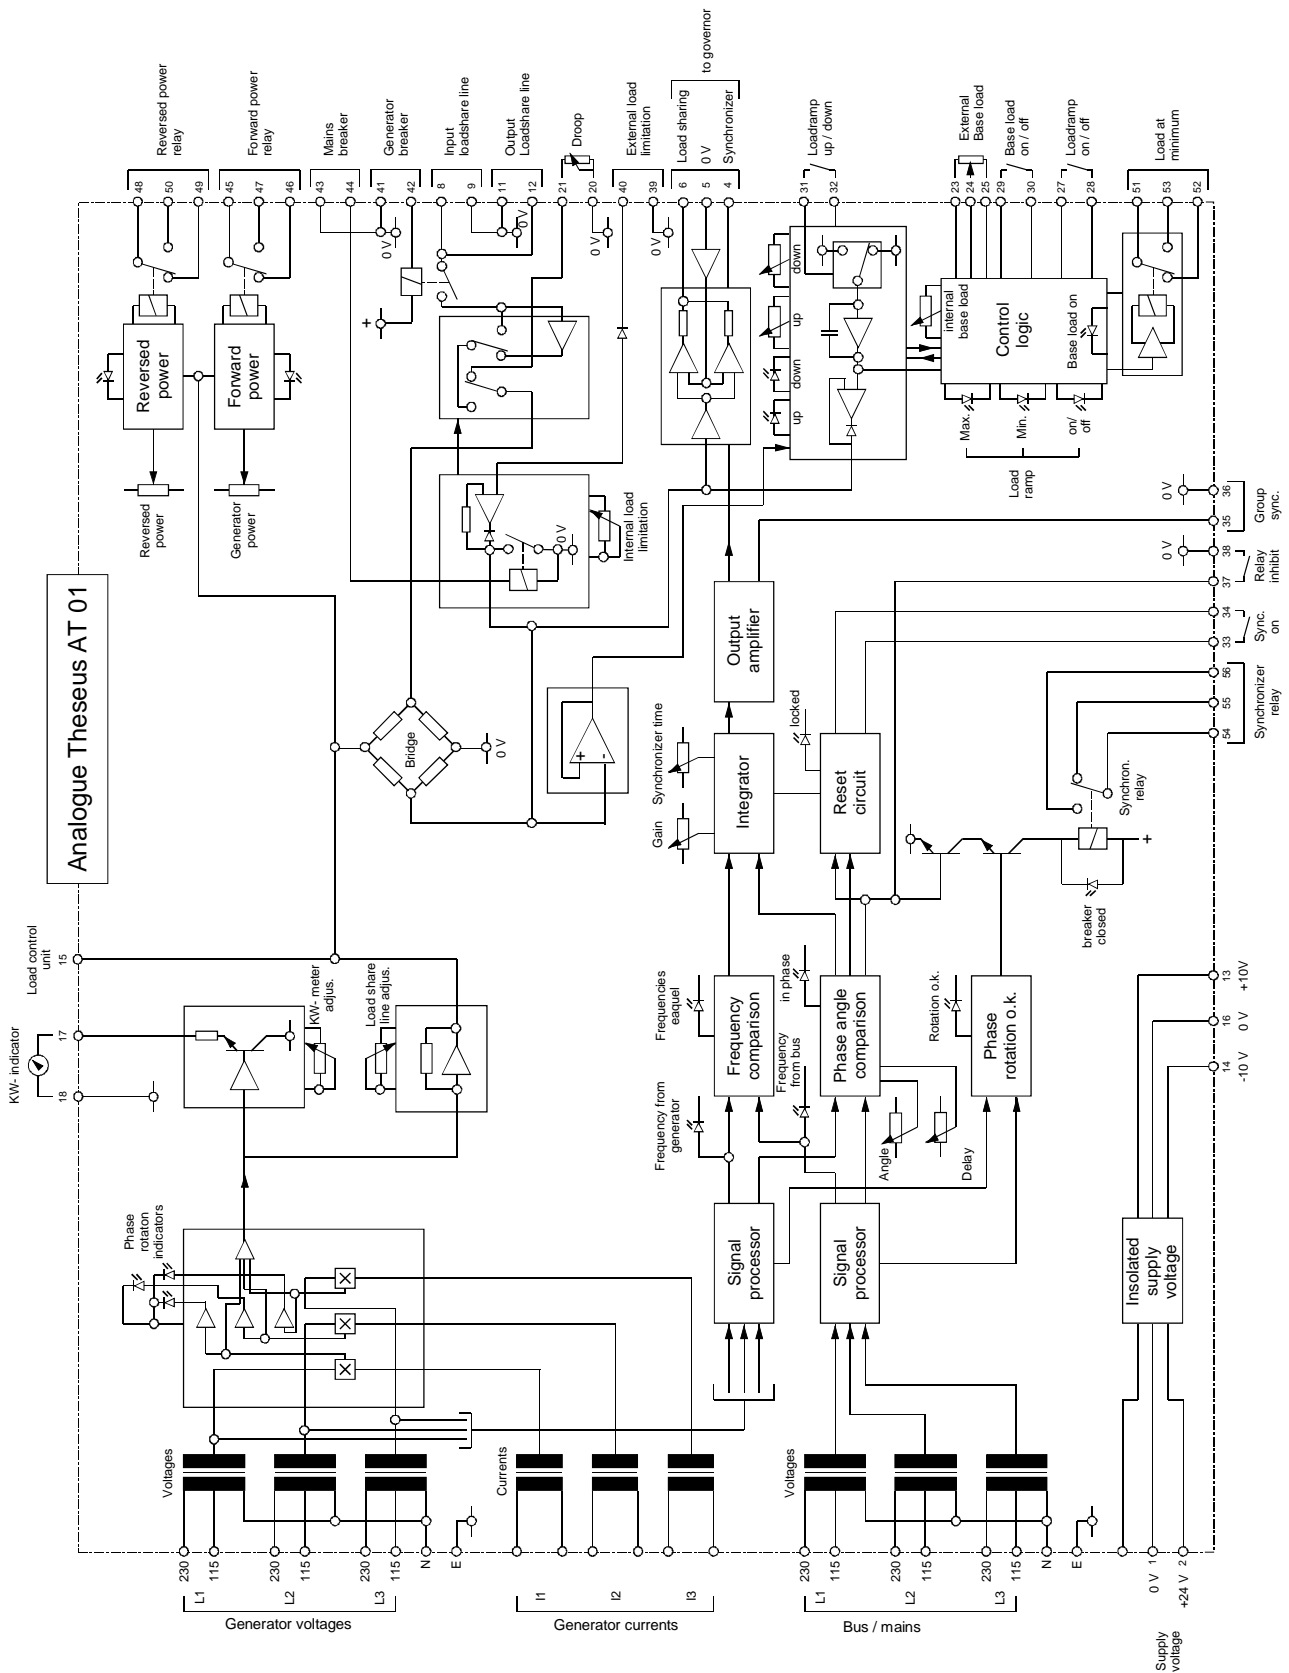 Analogue Theseus AT 01
Reversed power
relay
48
50
49
Forward power
relay
45
47
46
Mains
breaker
43
44
Generator
breaker
41
42
0 V
Input
loadshare line
8
9
Output
Loadshare line
11
12
0 V
Droop
21
20
0 V
External load
limitation
40
39
0 V
to governor
Load sharing
0 V
Synchronizer
6
5
4
Loadramp
up / down
31
32
External
Base load
23
24
25
Base load
on / off
29
30
Loadramp
on / off
27
28
Load at
minimum
51
53
52
Reversed
power
Forward
power
Reversed
power
Generator
power
+
Internal load
limitation
0 V
down
up
down
up
internal
base load
Control
logic
Base load on
Max.
Min.
on/
off
Load
ramp
Group
sync.
36
35
0 V
Relay
inhibit
38
37
0 V
Sync.
on
34
33
Synchronizer
relay
56
55
54
Bridge
0 V
+
-
Output
amplifier
Synchronizer time
Gain
Integrator
locked
Reset
circuit
Synchron.
relay
+
breaker
closed
Load control
unit
15
KW- indicator
17
18
KW- meter
adjus.
Load share
line adjus.
Frequencies
eaquel
Frequency
comparison
in phase
Phase angle
comparison
Rotation o.k.
Phase
rotation o.k.
Frequency from
generator
Frequency
from bus
Angle
Delay
13
+10V
16
0 V
14
-10 V
Phase
rotaton
indicators
Signal
processor
Signal
processor
Insolated
supply
voltage
Voltages
Currents
Voltages
230
115
230
115
230
115
N
E
L1
L2
L3
Generator voltages
I1
I2
I3
Generator currents
230
115
230
115
230
115
N
E
L1
L2
L3
Bus / mains
0 V 1
+24 V 2
Supply
voltage